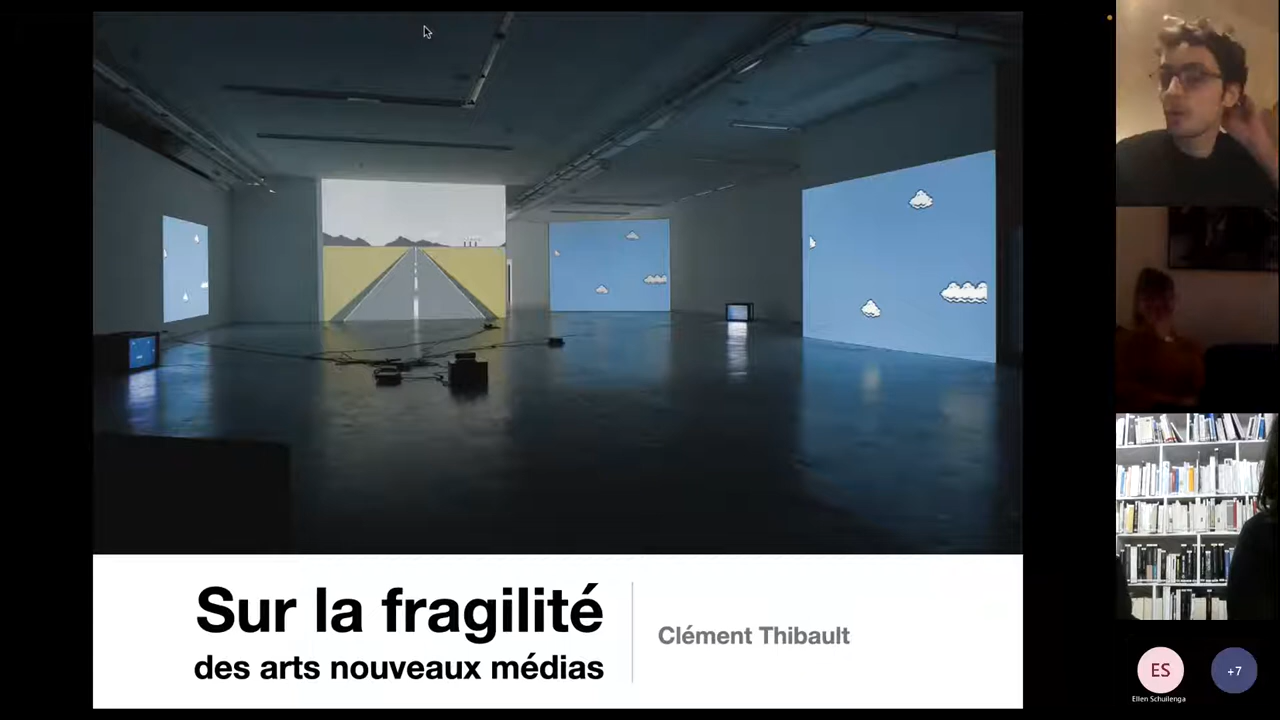 Sur la fragilité
des arts nouveaux médias
Clément Thibault
ES
+7
Ellen Schuilenga